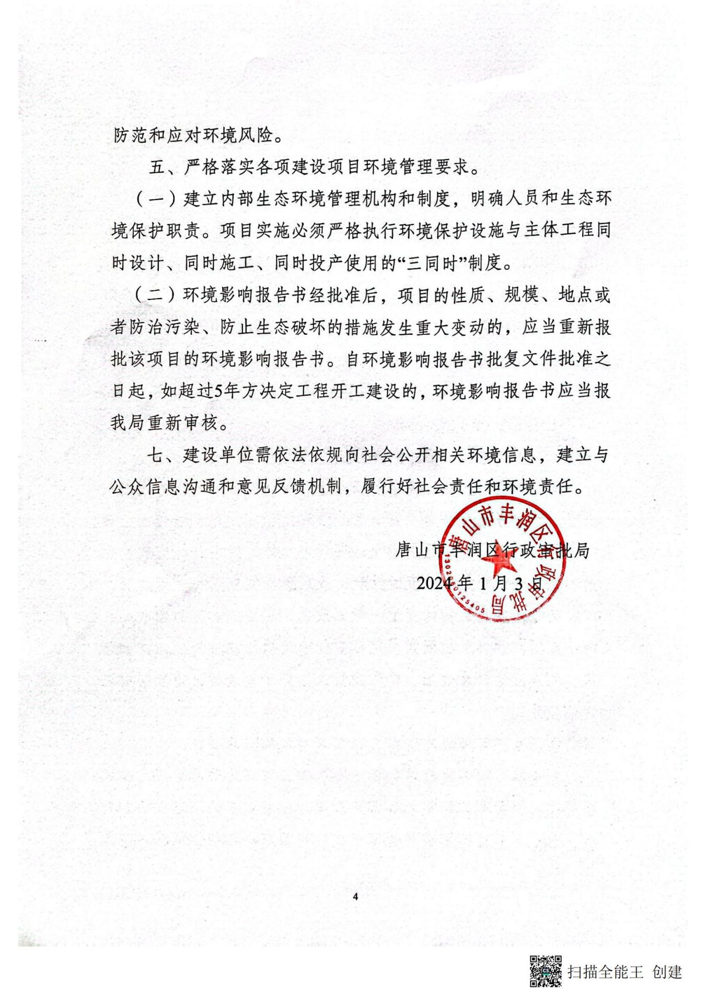 防范和应对环境风险。
五、严格落实各项建设项目环境管理要求。
（一）建立内部生态环境管理机构和制度，明确人员和生态环
境保护职责。项目实施必须严格执行环境保护设施与主体工程同
时设计、同时施工、同时投产使用的“三同时”制度。
（二）环境影响报告书经批准后，项目的性质、规模、地点或
者防治污染、防止生态破坏的措施发生重大变动的，应当重新报
批该项目的环境影响报告书。自环境影响报告书批复文件批准之
日起，如超过5年方决定工程开工建设的，环境影响报告书应当报
我局重新审核。
七、建设单位需依法依规向社会公开相关环境信息，建立与
公众信息沟通和意见反馈机制，履行好社会责任和环境责任。
唐山市丰润区行政审批局
2024年1月3日
唐山市丰润区行政审批局
4
扫描全能王 创建